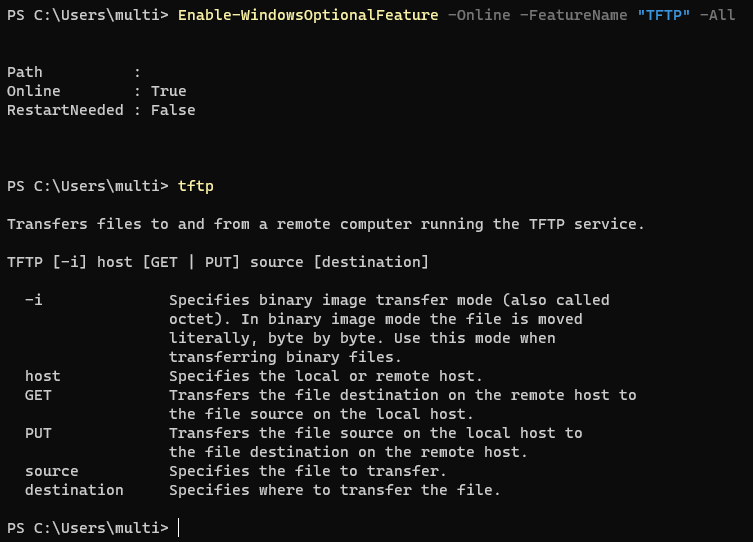 PS C:\Users\multi> Enable-WindowsOptionalFeature -Online -FeatureName "TFTP" -All
Path          :
Online        : True
RestartNeeded : False
PS C:\Users\multi> tftp
Transfers files to and from a remote computer running the TFTP service.
TFTP [-i] host [GET | PUT] source [destination]
  -i              Specifies binary image transfer mode (also called
                  octet). In binary image mode the file is moved
                  literally, byte by byte. Use this mode when
                  transferring binary files.
  host            Specifies the local or remote host.
  GET             Transfers the file destination on the remote host to
                  the file source on the local host.
  PUT             Transfers the file source on the local host to
                  the file destination on the remote host.
  source          Specifies the file to transfer.
  destination     Specifies where to transfer the file.
PS C:\Users\multi>